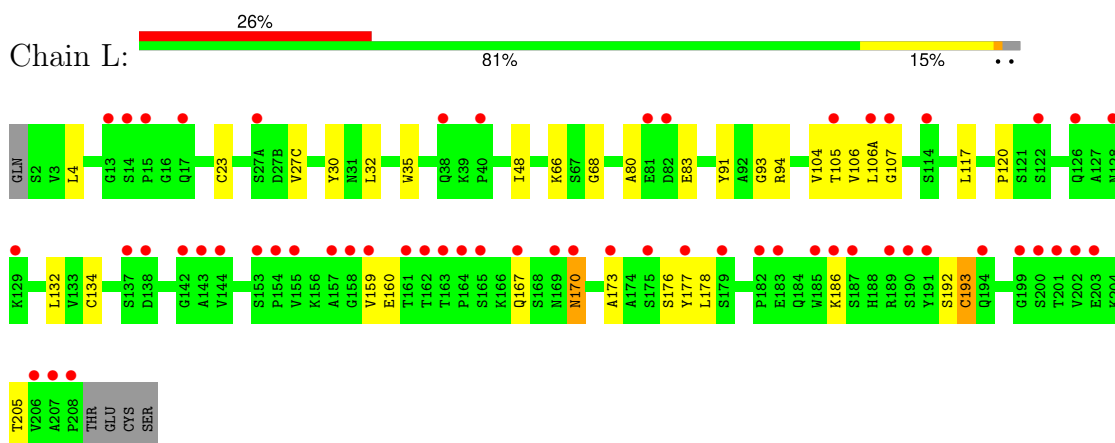 26%
Chain L:
81% 15% • •
GLN S2 V3 L4 G13 S14 P15 G16 Q17 C23 S27A D27B V27C Y30 N31 L32 W35 Q38 K39 P40 I48 K66 S67 G68 A80 E81 D82 E83 Y91 A92 G93 R94 V104 T105 V106 L106A G107 S114 L117 P120 S121 S122 Q126 A127 N128
K129 L132 V133 C134 S137 D138 G142 A143 V144 S153 P154 V155 K156 A157 G158 V159 E160 T161 T162 T163 P164 S165 K166 Q167 S168 N169 N170 A173 A174 S175 S176 Y177 L178 S179 P182 E183 Q184 W185 K186 S187 H188 R189 S190 Y191 S192 C193 Q194 G199 S200 T201 V202 E203 K204
T205 V206 A207 P208 THR GLU CYS SER